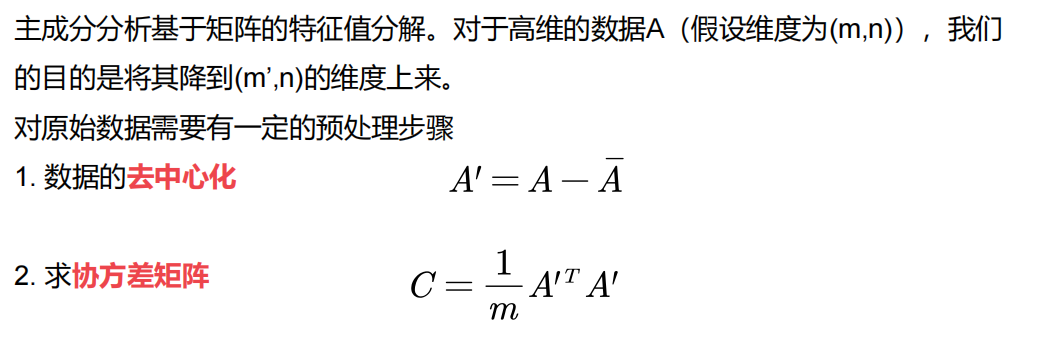 主成分分析基于矩阵的特征值分解。对于高维的数据A（假设维度为(m,n)），我们
的目的是将其降到(m’,n)的维度上来。
对原始数据需要有一定的预处理步骤
1. 数据的去中心化 A′ = A − A̅
2. 求协方差矩阵 C = \frac{1}{m} A′^T A′